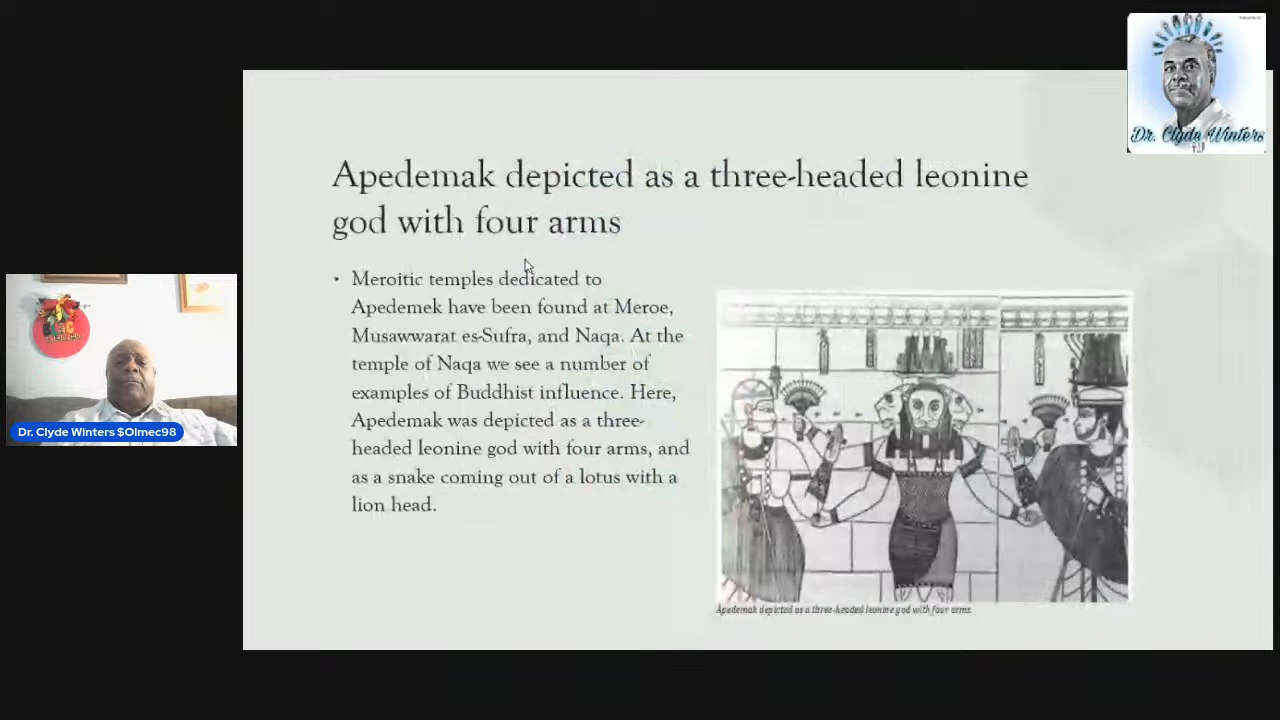 Dr. Clyde Winters
Apedemak depicted as a three-headed leonine
god with four arms
• Meroitic temples dedicated to
Apedemek have been found at Meroe,
Musawwarat es-Sufra, and Naqa. At the
temple of Naqa we see a number of
examples of Buddhist influence. Here,
Apedemak was depicted as a three-
headed leonine god with four arms, and
as a snake coming out of a lotus with a
lion head.
Apedemak depicted as a three-headed leonine god with four arms
Dr. Clyde Winters $Olmec98